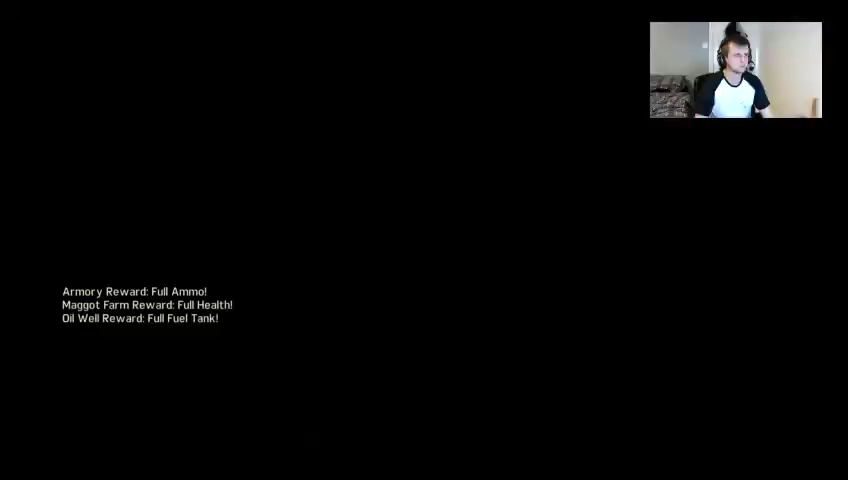 Armory Reward: Full Ammo!
Maggot Farm Reward: Full Health!
Oil Well Reward: Full Fuel Tank!